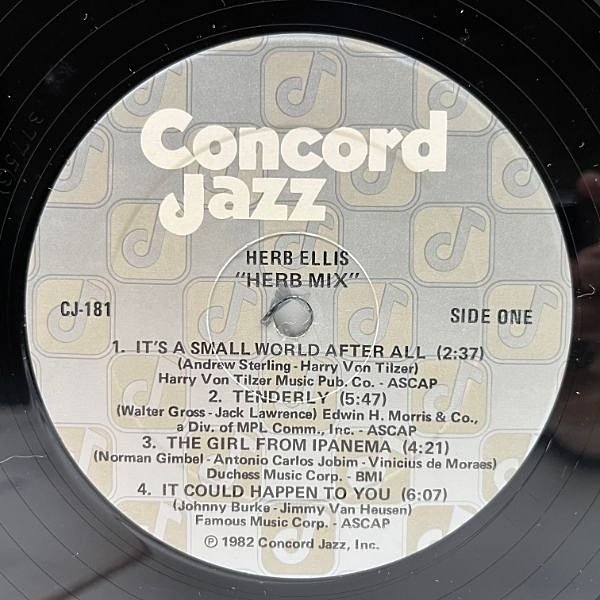 Concord
Jazz
HERB ELLIS
"HERB MIX"
CJ-181
SIDE ONE
1. IT'S A SMALL WORLD AFTER ALL (2:37)
(Andrew Sterling-Harry Von Tilzer)
Harry Von Tilzer Music Pub. Co. - ASCAP
2. TENDERLY (5:47)
(Walter Gross-Jack Lawrence) Edwin H. Morris & Co.,
a Div. of MPL Comm., Inc. - ASCAP
3. THE GIRL FROM IPANEMA (4:21)
(Norman Gimbel-Antonio Carlos Jobim-Vinicius de Moraes)
Duchess Music Corp. - BMI
4. IT COULD HAPPEN TO YOU (6:07)
(Johnny Burke-Jimmy Van Heusen)
Famous Music Corp. - ASCAP
℗ 1982 Concord Jazz, Inc.